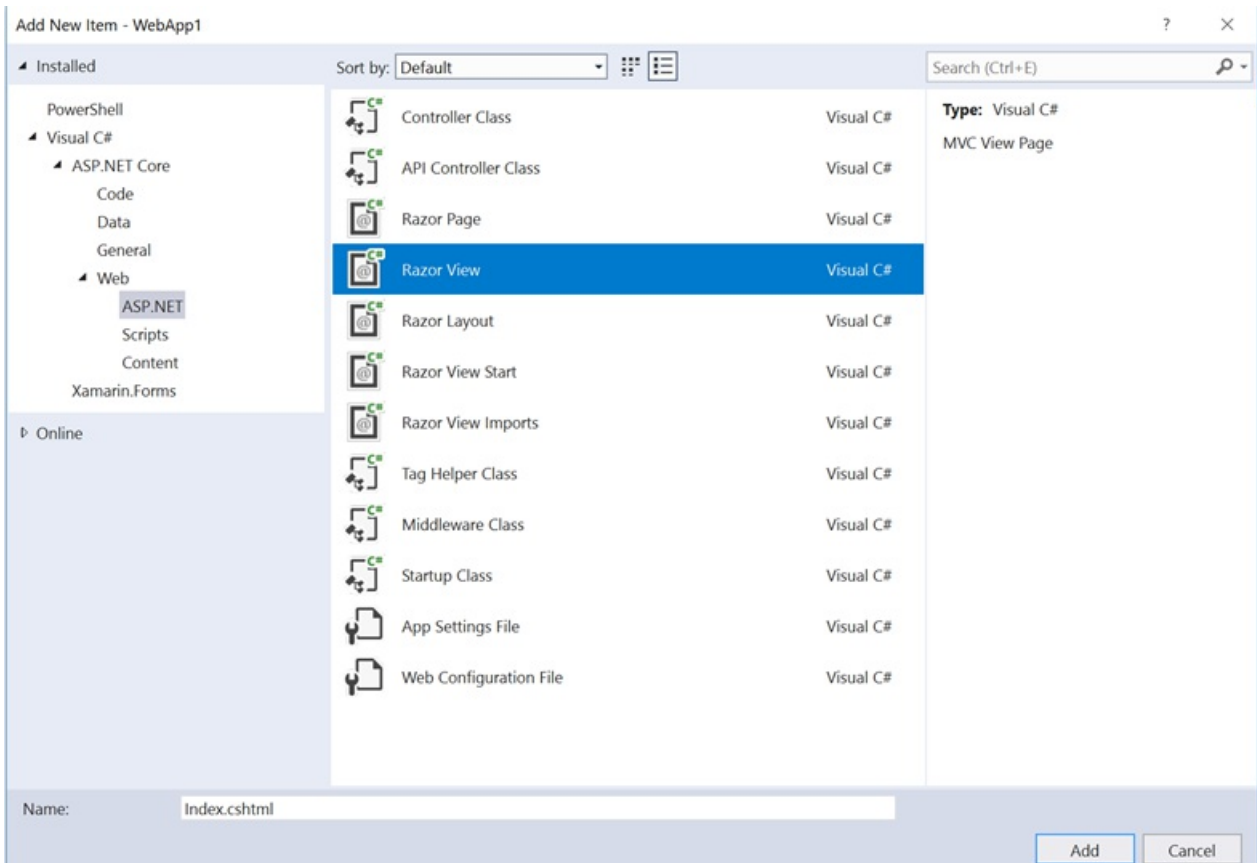 Add New Item - WebApp1
?
Installed
Sort by: Default
Search (Ctrl+E)
PowerShell
Visual C#
ASP.NET Core
Code
Data
General
Web
ASP.NET
Scripts
Content
Xamarin.Forms
Online
Controller Class Visual C#
API Controller Class Visual C#
Razor Page Visual C#
Razor View Visual C#
Razor Layout Visual C#
Razor View Start Visual C#
Razor View Imports Visual C#
Tag Helper Class Visual C#
Middleware Class Visual C#
Startup Class Visual C#
App Settings File Visual C#
Web Configuration File Visual C#
Type: Visual C#
MVC View Page
Name: Index.cshtml
Add Cancel